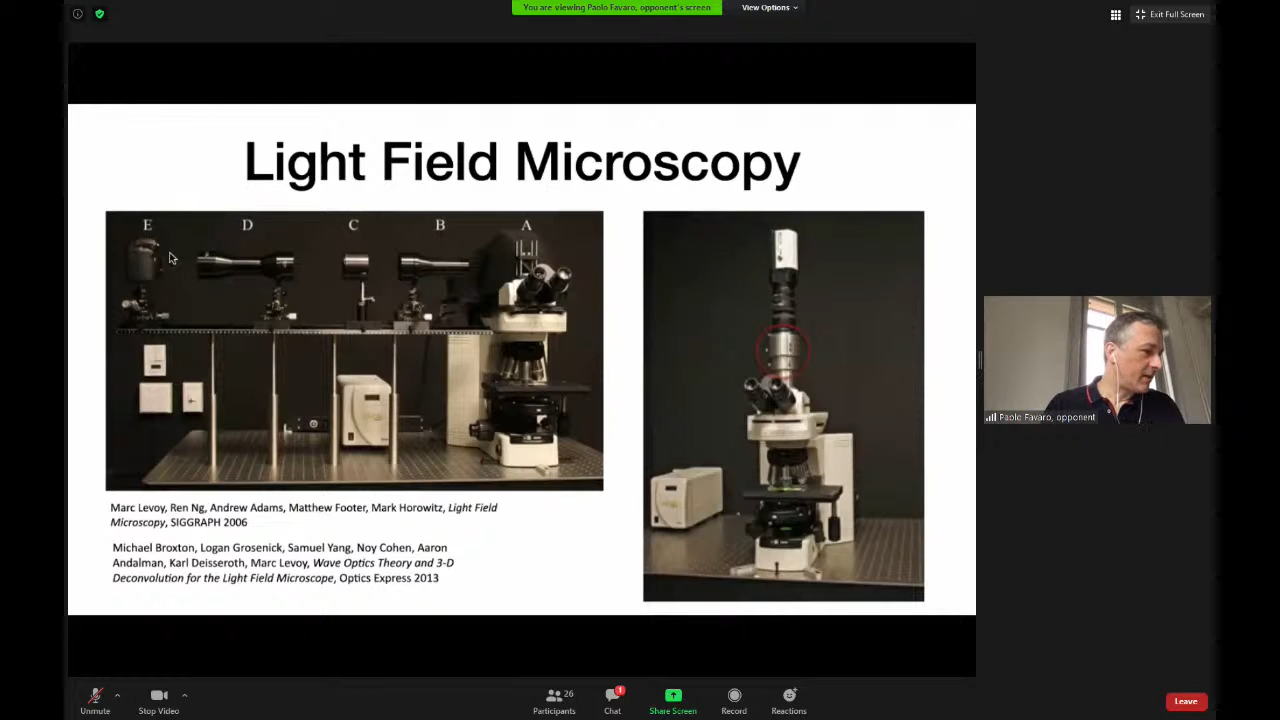 You are viewing Paolo Favaro, opponent's screen
View Options
Exit Full Screen
Light Field Microscopy
E D C B A
Marc Levoy, Ren Ng, Andrew Adams, Matthew Footer, Mark Horowitz, Light Field
Microscopy, SIGGRAPH 2006
Michael Broxton, Logan Grosenick, Samuel Yang, Noy Cohen, Aaron
Andalman, Karl Deisseroth, Marc Levoy, Wave Optics Theory and 3-D
Deconvolution for the Light Field Microscope, Optics Express 2013
Paolo Favaro, opponent
Unmute
Stop Video
26
Participants
1
Chat
Share Screen
Record
Reactions
Leave